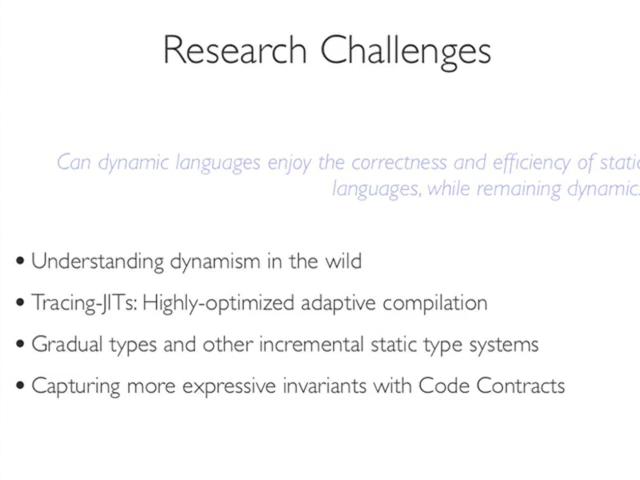 Research Challenges
Can dynamic languages enjoy the correctness and efficiency of static
languages, while remaining dynamic.
• Understanding dynamism in the wild
• Tracing-JITs: Highly-optimized adaptive compilation
• Gradual types and other incremental static type systems
• Capturing more expressive invariants with Code Contracts